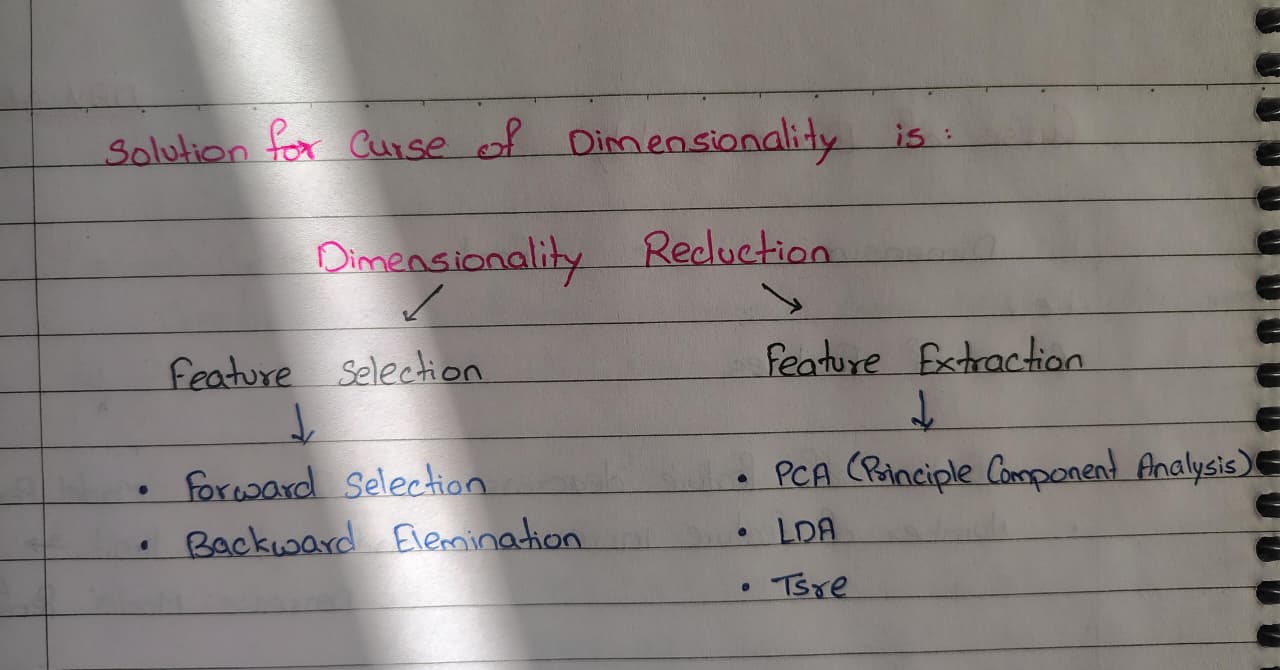 Solution for Curse of Dimensionality is :
Dimensionality Reduction
Feature Selection
Feature Extraction
• Forward Selection
• Backward Elemination
• PCA (Principle Component Analysis)
• LDA
• Tsre